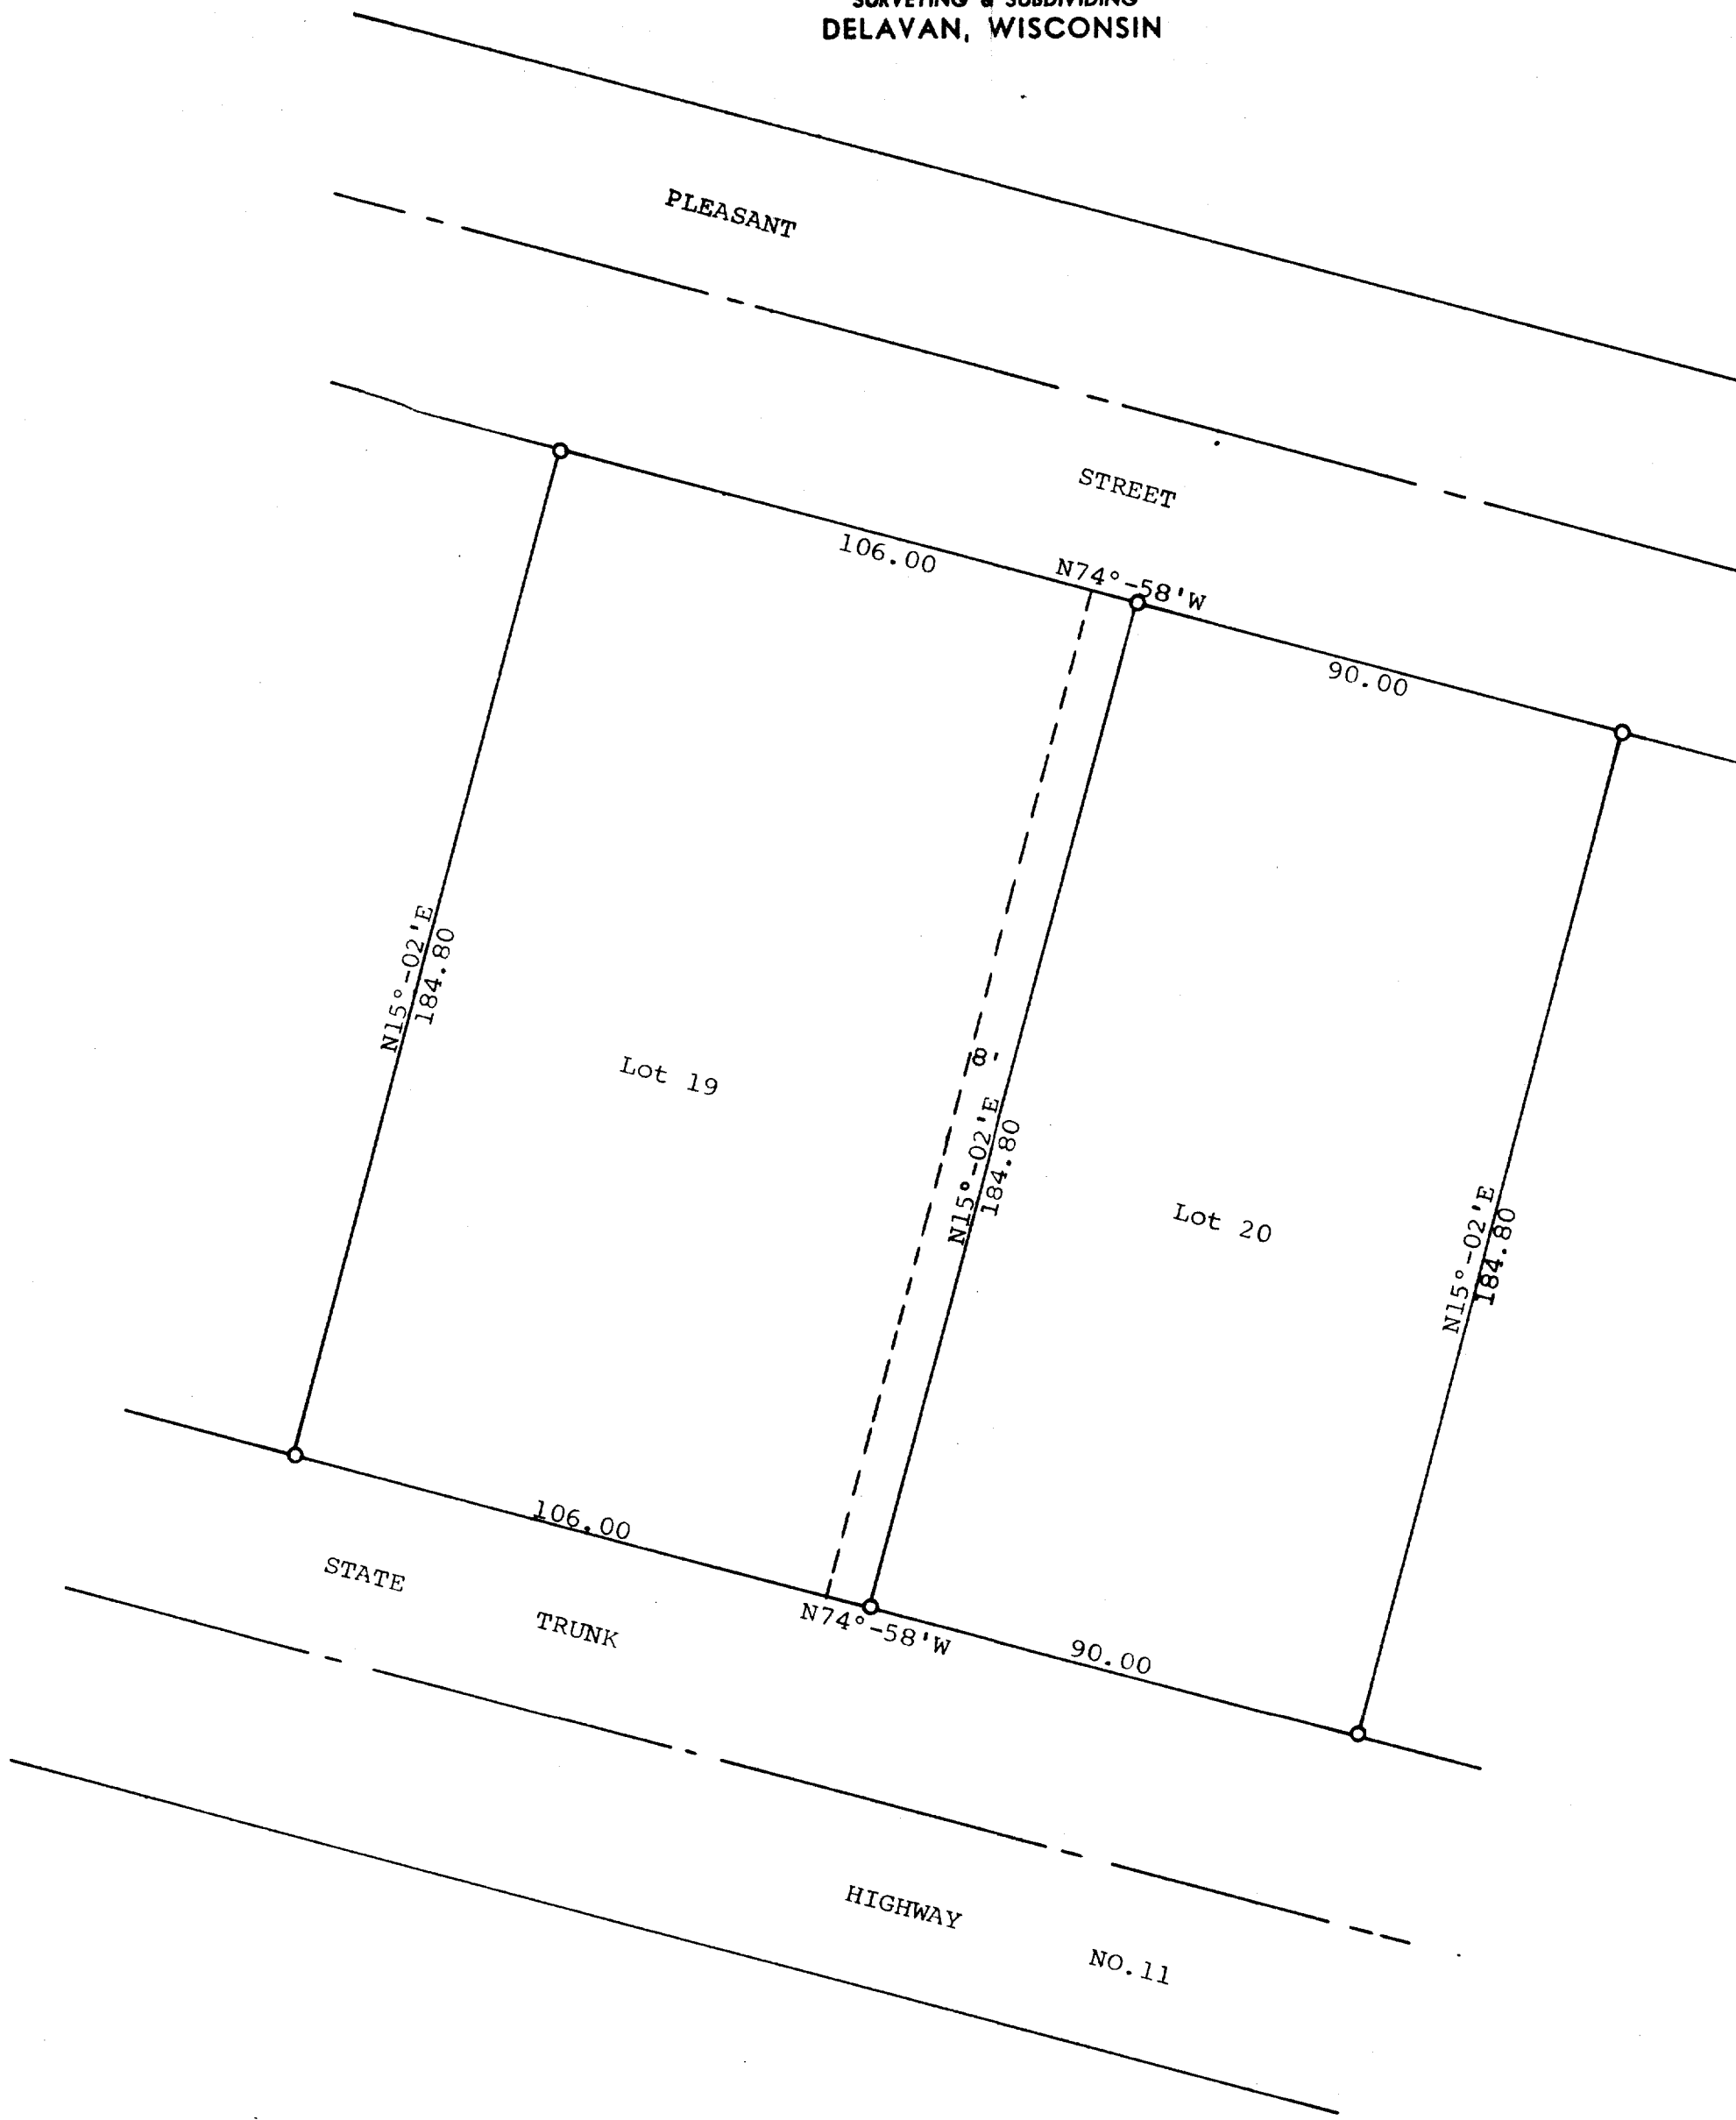 SURVEYING & SUBDIVIDING
DELAVAN, WISCONSIN
PLEASANT
STREET
106.00
N74°-58'W
90.00
N15°-02'E
184.80
Lot 19
8'
N15°-02'E
184.80
Lot 20
N15°-02'E
184.80
106.00
STATE
TRUNK
N74°-58'W
90.00
HIGHWAY
NO.11